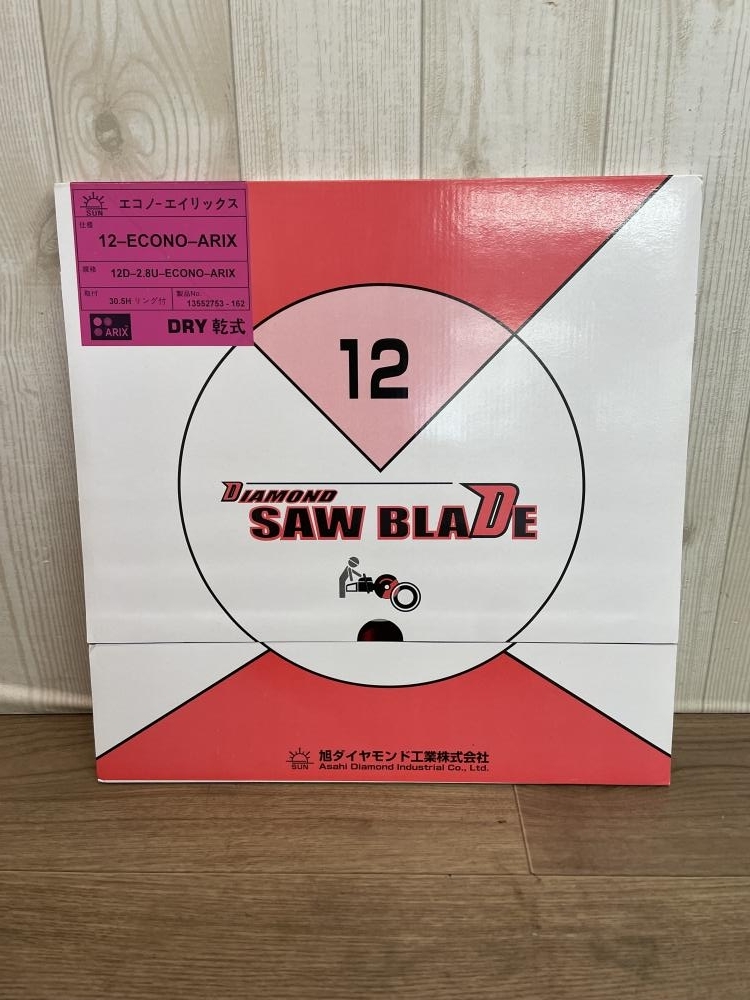 SUN
エコノ-エイリックス
仕様
12–ECONO–ARIX
規格
12D–2.8U–ECONO–ARIX
取付
30.5H リング付
製品No.
13552753 - 162
ARIX
DRY 乾式
12
DIAMOND
SAW BLADE
SUN
旭ダイヤモンド工業株式会社
Asahi Diamond Industrial Co., Ltd.